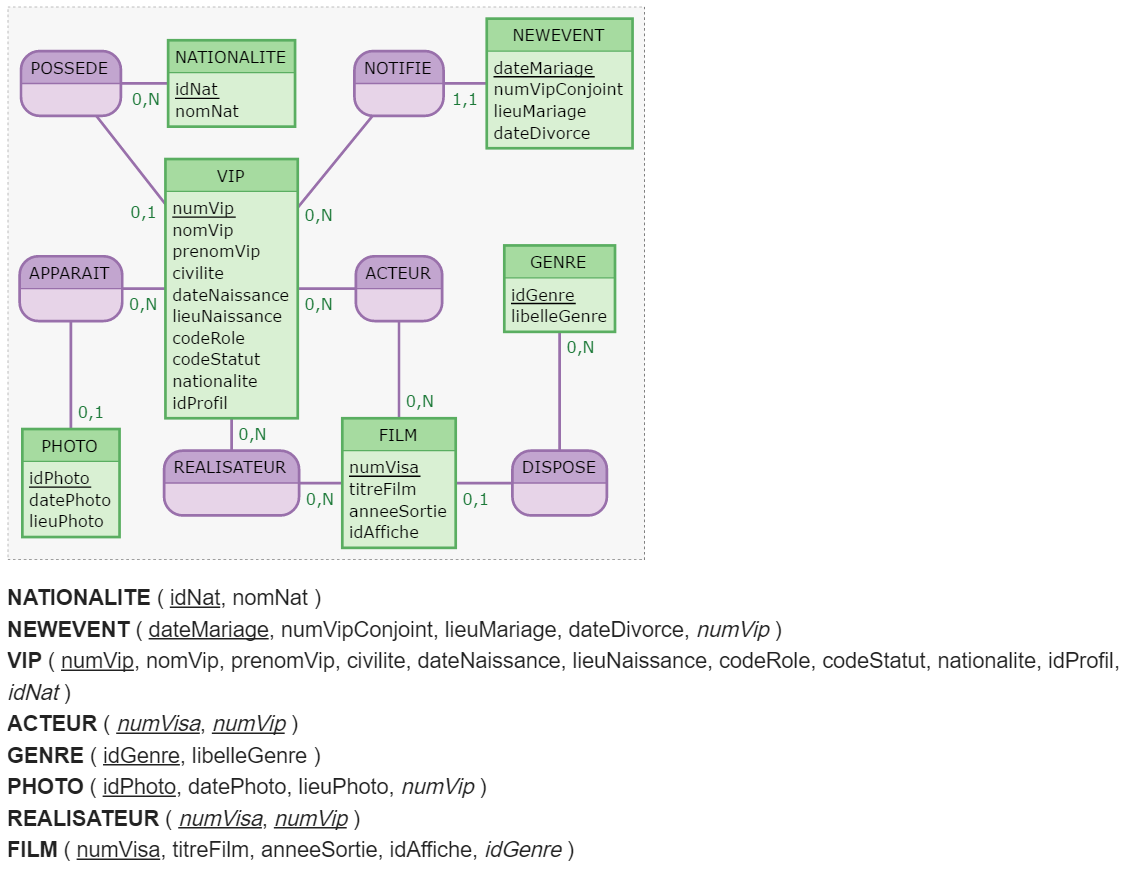 POSSEDE
0,N
NATIONALITE
idNat
nomNat
NOTIFIE
1,1
NEWEVENT
dateMariage
numVipConjoint
lieuMariage
dateDivorce
0,1
VIP
numVip
nomVip
prenomVip
civilite
dateNaissance
lieuNaissance
codeRole
codeStatut
nationalite
idProfil
0,N
APPARAIT
0,N
0,N
ACTEUR
GENRE
idGenre
libelleGenre
0,N
0,1
0,N
PHOTO
idPhoto
datePhoto
lieuPhoto
0,N
REALISATEUR
0,N
FILM
numVisa
titreFilm
anneeSortie
idAffiche
0,1
DISPOSE
NATIONALITE ( idNat, nomNat )
NEWEVENT ( dateMariage, numVipConjoint, lieuMariage, dateDivorce, numVip )
VIP ( numVip, nomVip, prenomVip, civilite, dateNaissance, lieuNaissance, codeRole, codeStatut, nationalite, idProfil,
idNat )
ACTEUR ( numVisa, numVip )
GENRE ( idGenre, libelleGenre )
PHOTO ( idPhoto, datePhoto, lieuPhoto, numVip )
REALISATEUR ( numVisa, numVip )
FILM ( numVisa, titreFilm, anneeSortie, idAffiche, idGenre )